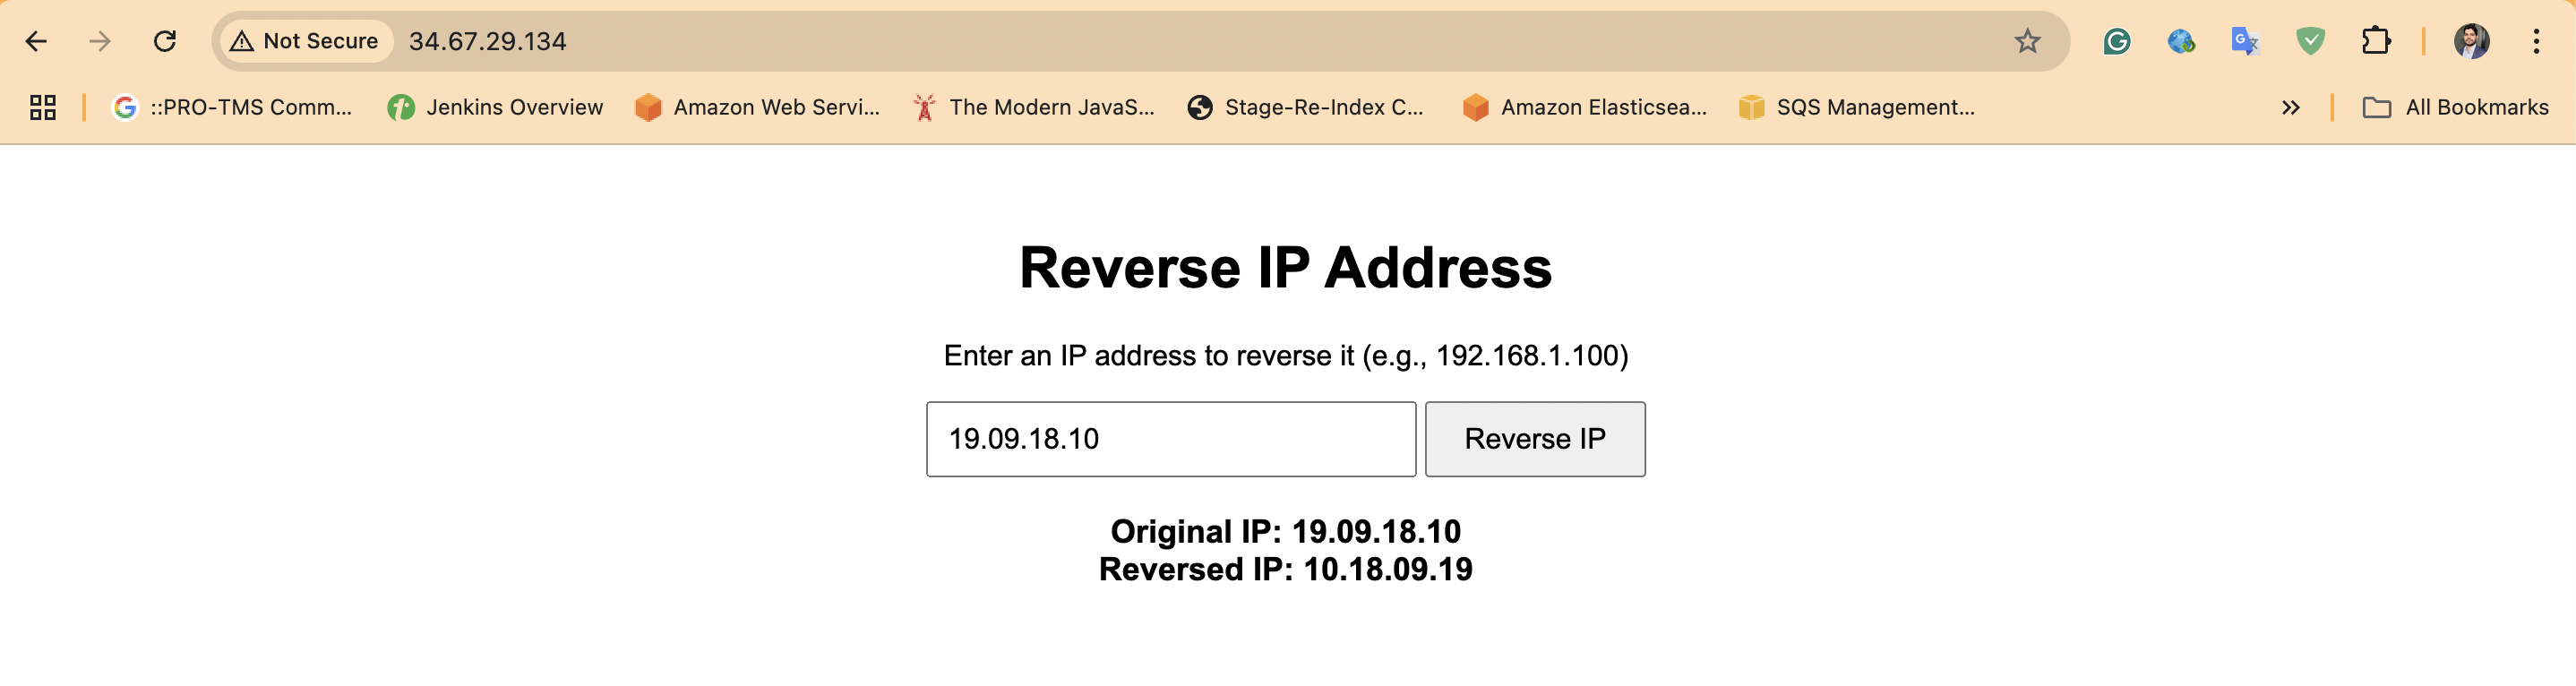 Not Secure 34.67.29.134
::PRO-TMS Comm... Jenkins Overview Amazon Web Servi... The Modern JavaS... Stage-Re-Index C... Amazon Elasticsea... SQS Management... » All Bookmarks
Reverse IP Address
Enter an IP address to reverse it (e.g., 192.168.1.100)
19.09.18.10 Reverse IP
Original IP: 19.09.18.10
Reversed IP: 10.18.09.19